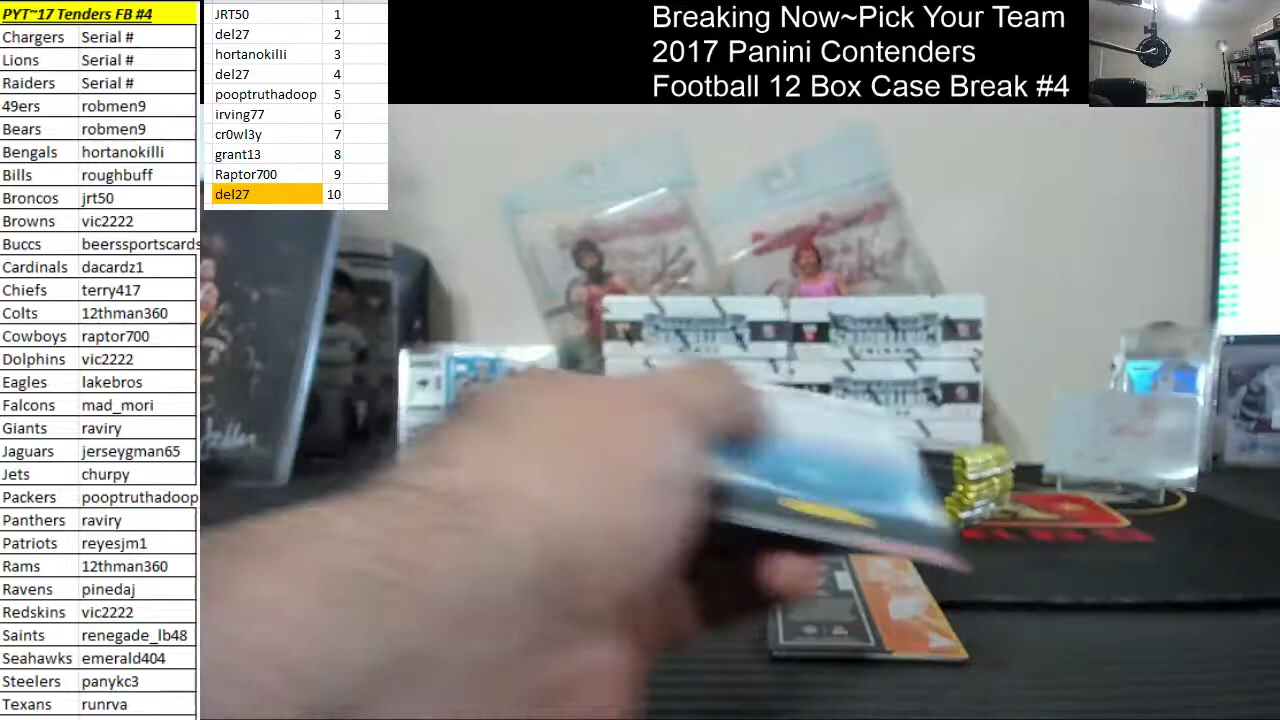 PYT~17 Tenders FB #4
Chargers Serial #
Lions Serial #
Raiders Serial #
49ers robmen9
Bears robmen9
Bengals hortanokilli
Bills roughbuff
Broncos jrt50
Browns vic2222
Buccs beerssportscards
Cardinals dacardz1
Chiefs terry417
Colts 12thman360
Cowboys raptor700
Dolphins vic2222
Eagles lakebros
Falcons mad_mori
Giants raviry
Jaguars jerseygman65
Jets churpy
Packers pooptruthadoop
Panthers raviry
Patriots reyesjm1
Rams 12thman360
Ravens pinedaj
Redskins vic2222
Saints renegade_lb48
Seahawks emerald404
Steelers panykc3
Texans runrva
JRT50 1
del27 2
hortanokilli 3
del27 4
pooptruthadoop 5
irving77 6
cr0wl3y 7
grant13 8
Raptor700 9
del27 10
Breaking Now~Pick Your Team
2017 Panini Contenders
Football 12 Box Case Break #4